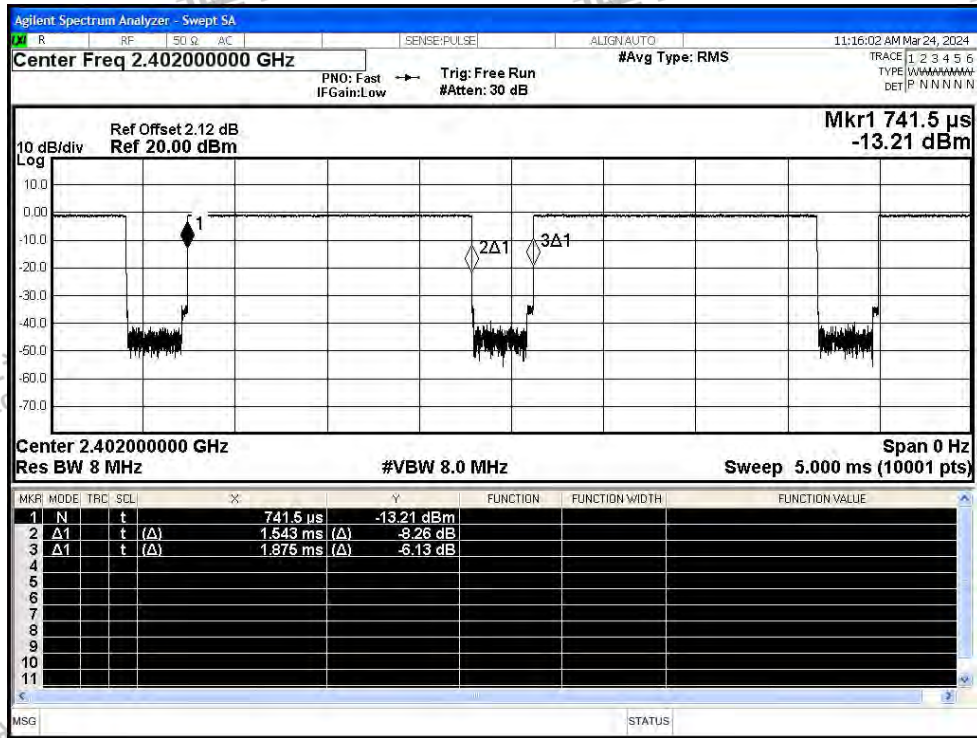 Agilent Spectrum Analyzer - Swept SA
LXI R RF 50 Ω AC SENSE:PULSE ALIGN AUTO 11:16:02 AM Mar 24, 2024
Center Freq 2.402000000 GHz #Avg Type: RMS TRACE 1 2 3 4 5 6
PNO: Fast Trig: Free Run TYPE
IFGain:Low #Atten: 30 dB DET P N N N N N
Mkr1 741.5 µs
Ref Offset 2.12 dB
10 dB/div Ref 20.00 dBm -13.21 dBm
Log
10.0
0.00
1
-10.0
2Δ1 3Δ1
-20.0
-30.0
-40.0
-50.0
-60.0
-70.0
Center 2.402000000 GHz Span 0 Hz
Res BW 8 MHz #VBW 8.0 MHz Sweep 5.000 ms (10001 pts)
MKR MODE TRC SCL X Y FUNCTION FUNCTION WIDTH FUNCTION VALUE
1 N t 741.5 µs -13.21 dBm
2 Δ1 t (Δ) 1.543 ms (Δ) -8.26 dB
3 Δ1 t (Δ) 1.875 ms (Δ) -6.13 dB
4
5
6
7
8
9
10
11
MSG STATUS